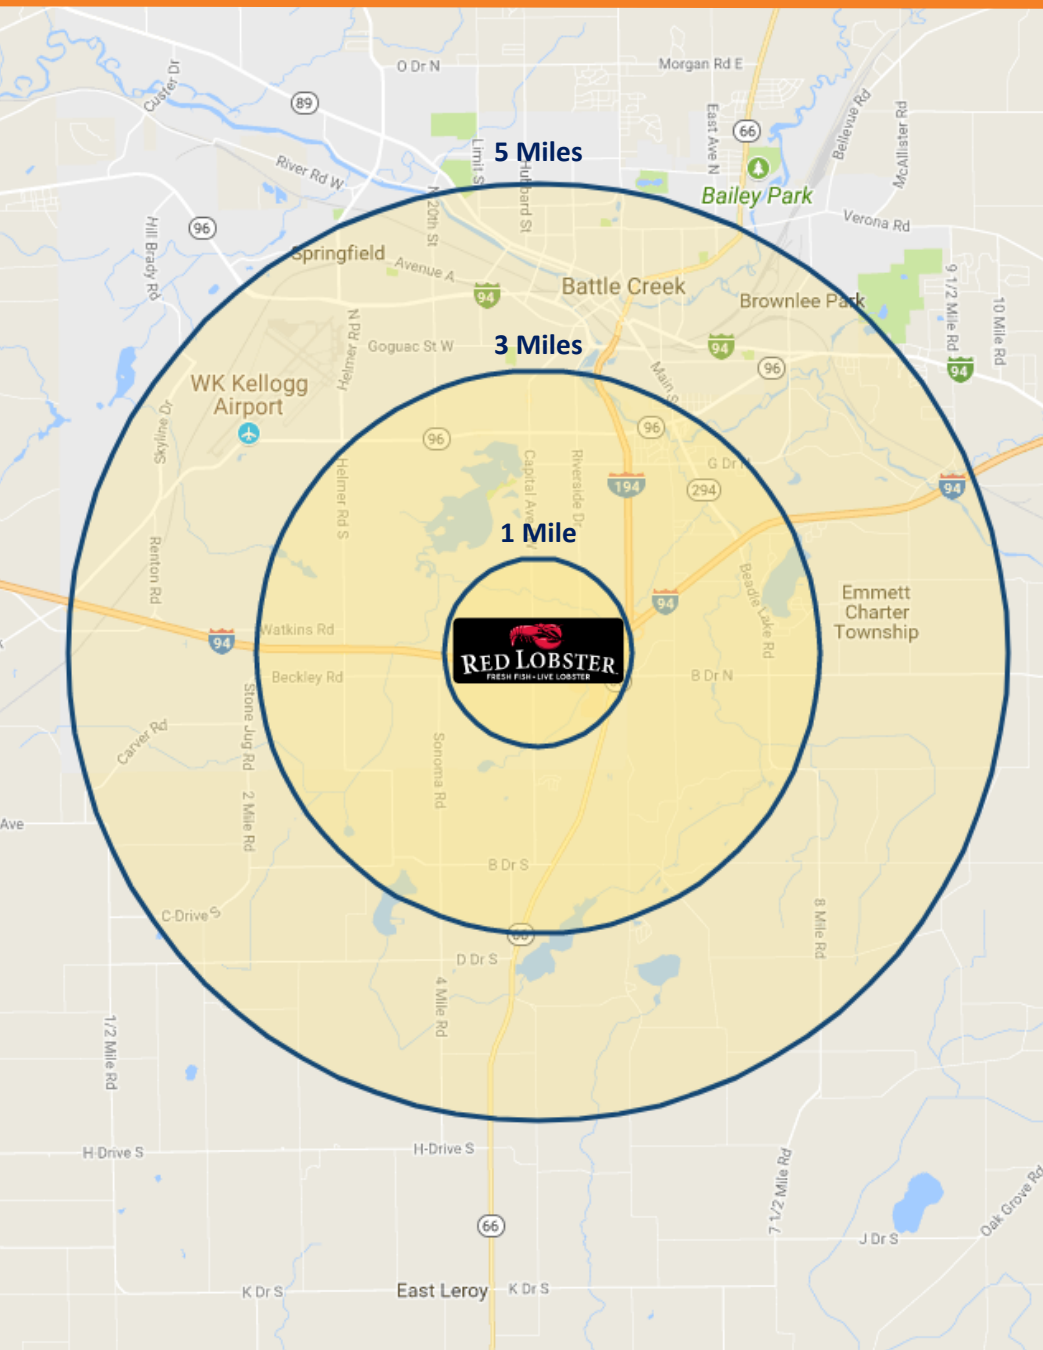 O Dr N
Morgan Rd E
Custer Dr
89
East Ave N
66
Bellevue Rd
McAllister Rd
5 Miles
Limit S
Hubbard St
River Rd W
N 20th St
Bailey Park
Verona Rd
96
Hill Brady Rd
Springfield
Avenue A
94
Battle Creek
Brownlee Park
9 1/2 Mile Rd
10 Mile Rd
N
Helmer Rd
Goguac St W
3 Miles
94
96
94
Main S
WK Kellogg
Airport
Skyline Dr
96
96
Helmer Rd S
Capital Ave
Riverside Dr
G Dr N
194
294
94
1 Mile
Renton Rd
Beadle Lake Rd
94
Emmett
Charter
Township
Watkins Rd
94
RED LOBSTER
FRESH FISH • LIVE LOBSTER
Beckley Rd
B Dr N
Stone Jug Rd
Carver Rd
Sonoma Rd
2 Mile Rd
Ave
B Dr S
C-Drive S
8 Mile Rd
66
D Dr S
4 Mile Rd
1/2 Mile Rd
H-Drive S
H-Drive S
7 1/2 Mile Rd
Oak Grove Rd
66
J Dr S
K Dr S
East Leroy
K Dr S